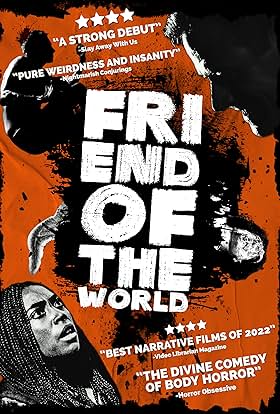 ★★★★
"A STRONG DEBUT"
-Slay Away With Us
"PURE WEIRDNESS AND INSANITY"
-Nightmarish Conjurings
FRI
END
OF
THE
WORLD
★★★★
"BEST NARRATIVE FILMS OF 2022"
-Video Librarian Magazine
"THE DIVINE COMEDY
OF BODY HORROR"
-Horror Obsessive